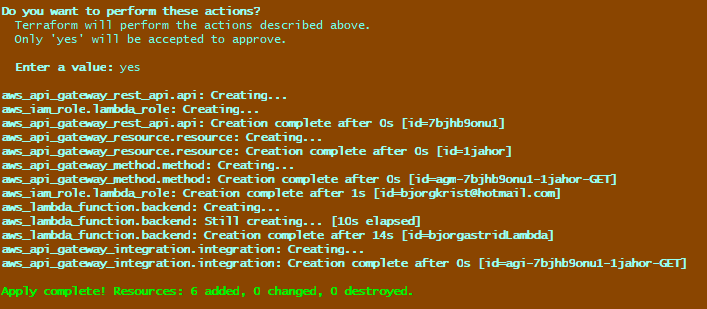 Do you want to perform these actions?
Terraform will perform the actions described above.
Only 'yes' will be accepted to approve.
Enter a value: yes
aws_api_gateway_rest_api.api: Creating...
aws_iam_role.lambda_role: Creating...
aws_api_gateway_rest_api.api: Creation complete after 0s [id=7bjhb9onu1]
aws_api_gateway_resource.resource: Creating...
aws_api_gateway_resource.resource: Creation complete after 0s [id=1jahor]
aws_api_gateway_method.method: Creating...
aws_api_gateway_method.method: Creation complete after 0s [id=agm-7bjhb9onu1-1jahor-GET]
aws_iam_role.lambda_role: Creation complete after 1s [id=bjorgkrist@hotmail.com]
aws_lambda_function.backend: Creating...
aws_lambda_function.backend: Still creating... [10s elapsed]
aws_lambda_function.backend: Creation complete after 14s [id=bjorgastridLambda]
aws_api_gateway_integration.integration: Creating...
aws_api_gateway_integration.integration: Creation complete after 0s [id=agi-7bjhb9onu1-1jahor-GET]
Apply complete! Resources: 6 added, 0 changed, 0 destroyed.